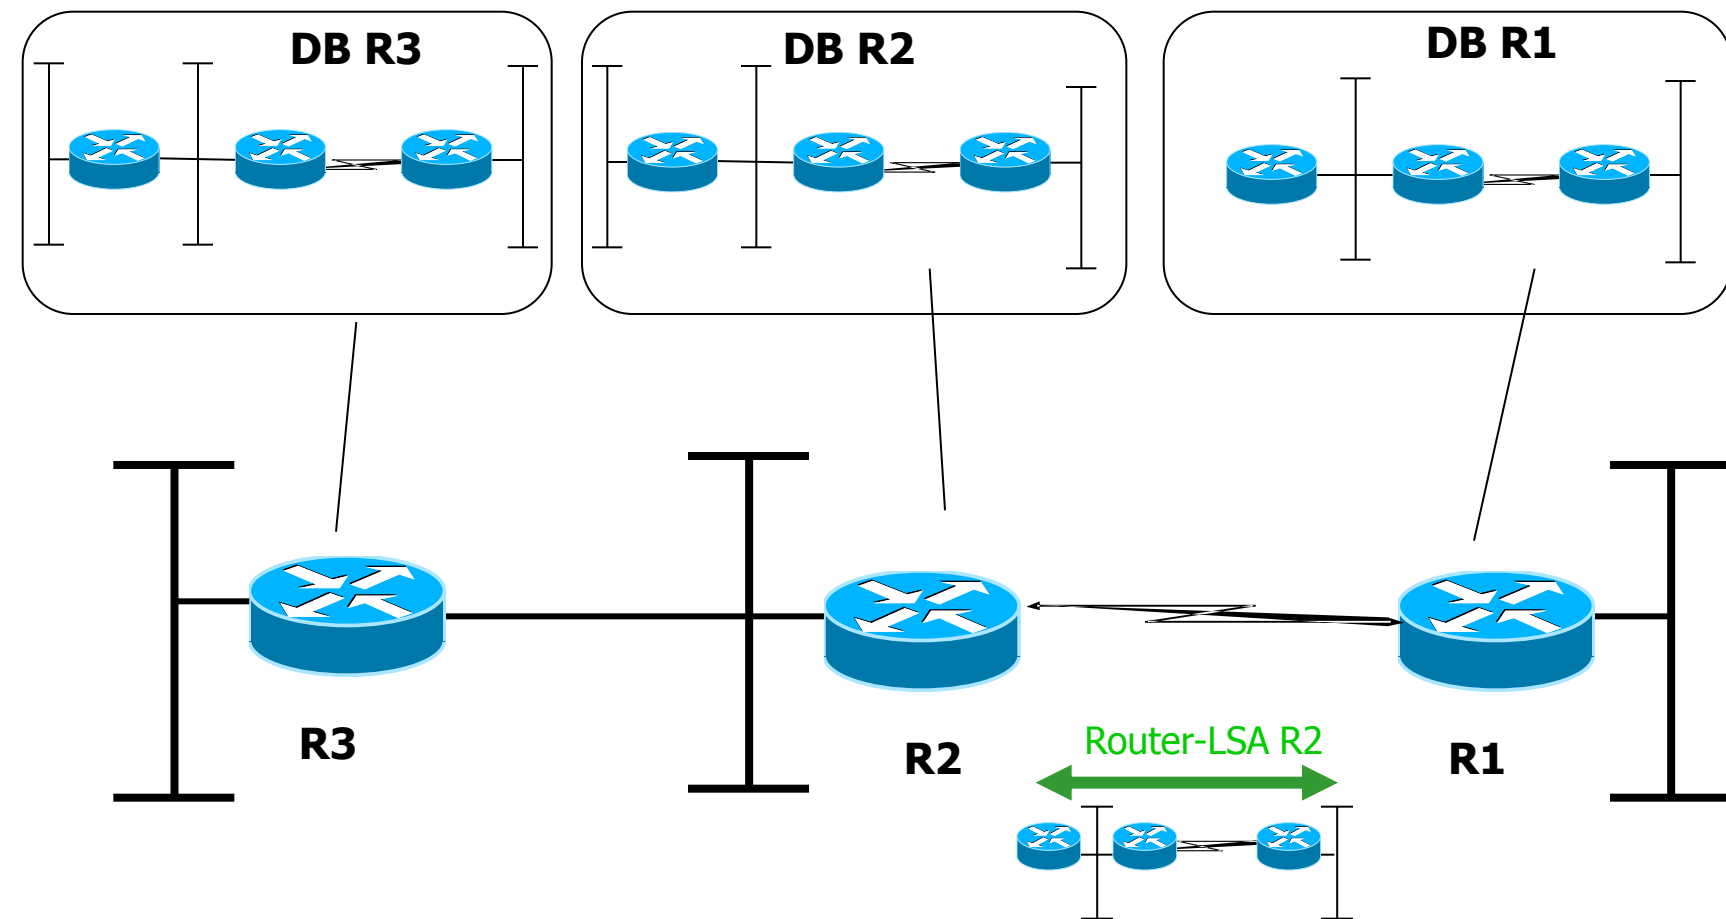 DB R3
DB R2
DB R1
R3
R2
Router-LSA R2
R1